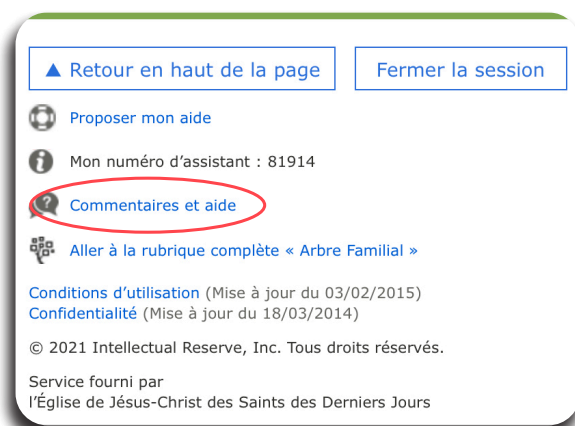 ▲ Retour en haut de la page
Fermer la session
Proposer mon aide
Mon numéro d’assistant : 81914
Commentaires et aide
Aller à la rubrique complète « Arbre Familial »
Conditions d’utilisation (Mise à jour du 03/02/2015)
Confidentialité (Mise à jour du 18/03/2014)
© 2021 Intellectual Reserve, Inc. Tous droits réservés.
Service fourni par
l’Église de Jésus-Christ des Saints des Derniers Jours